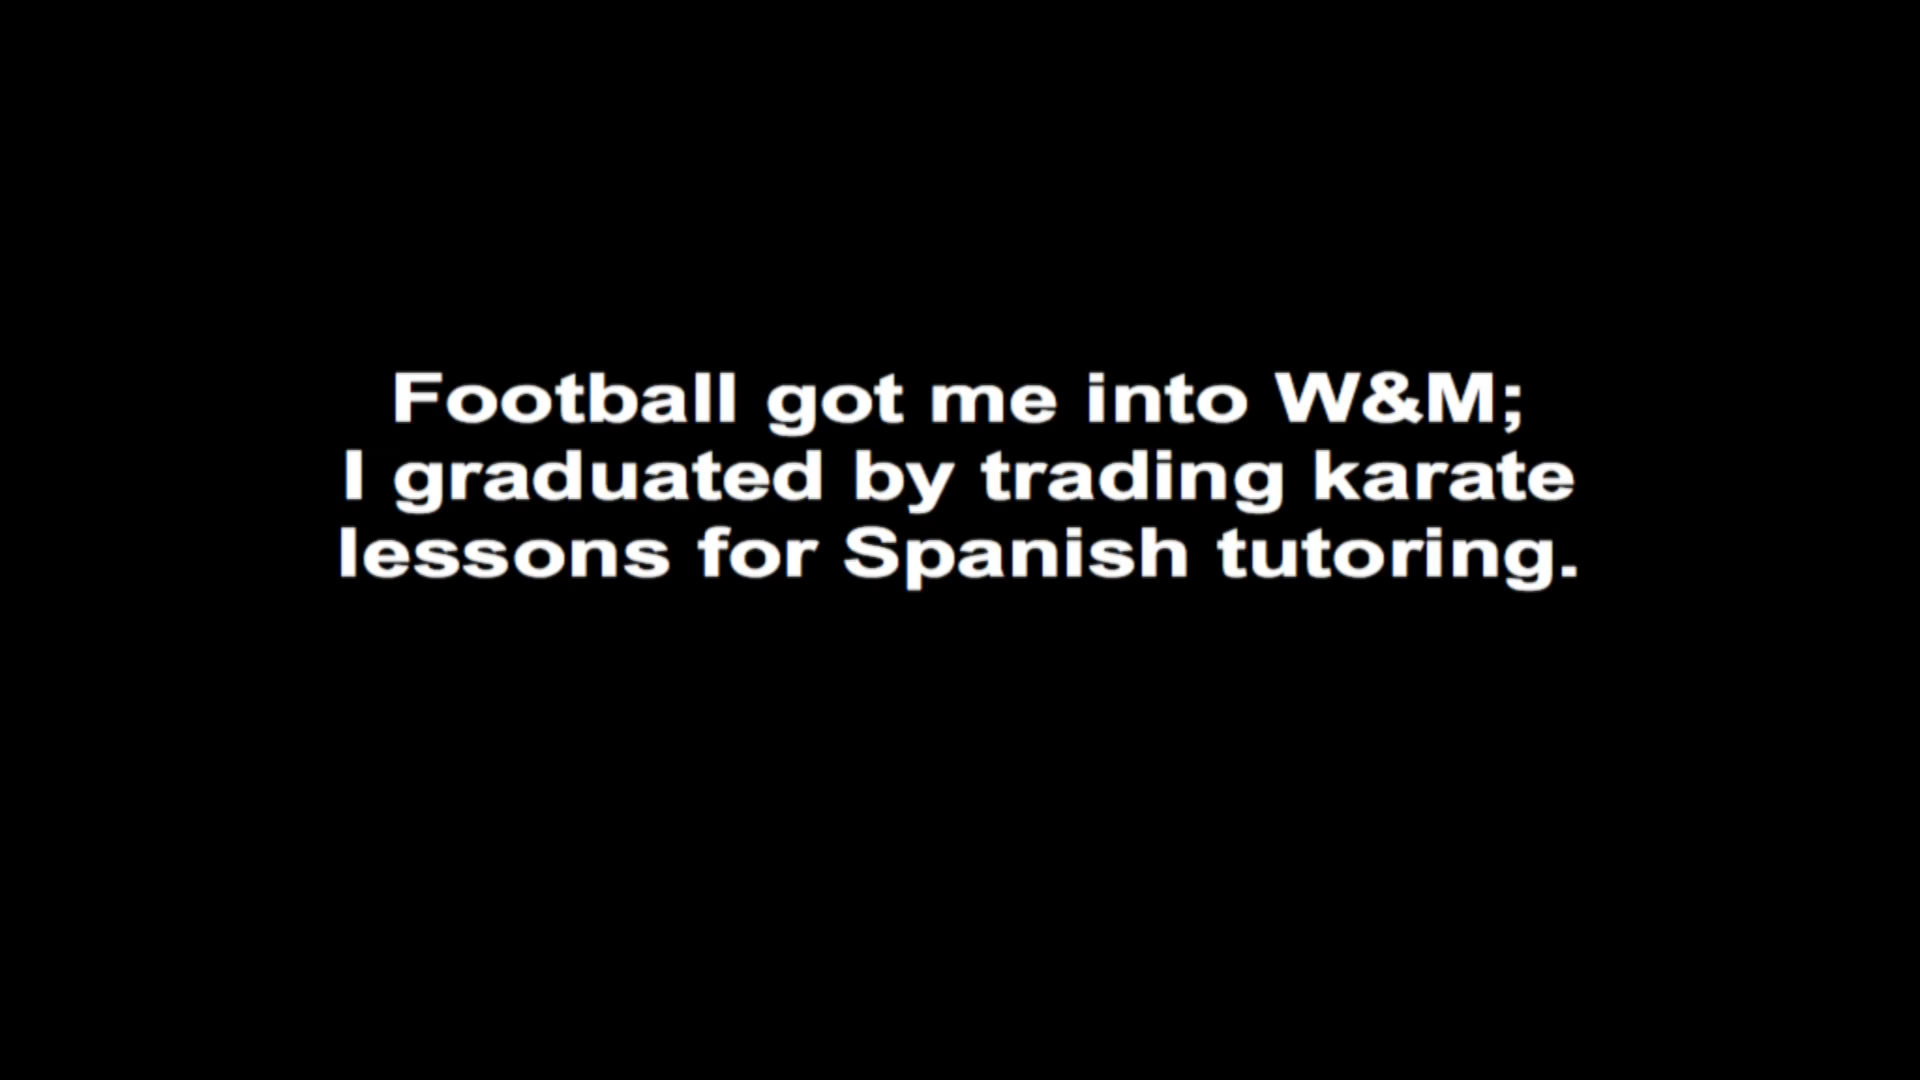 Football got me into W&M;
I graduated by trading karate
lessons for Spanish tutoring.